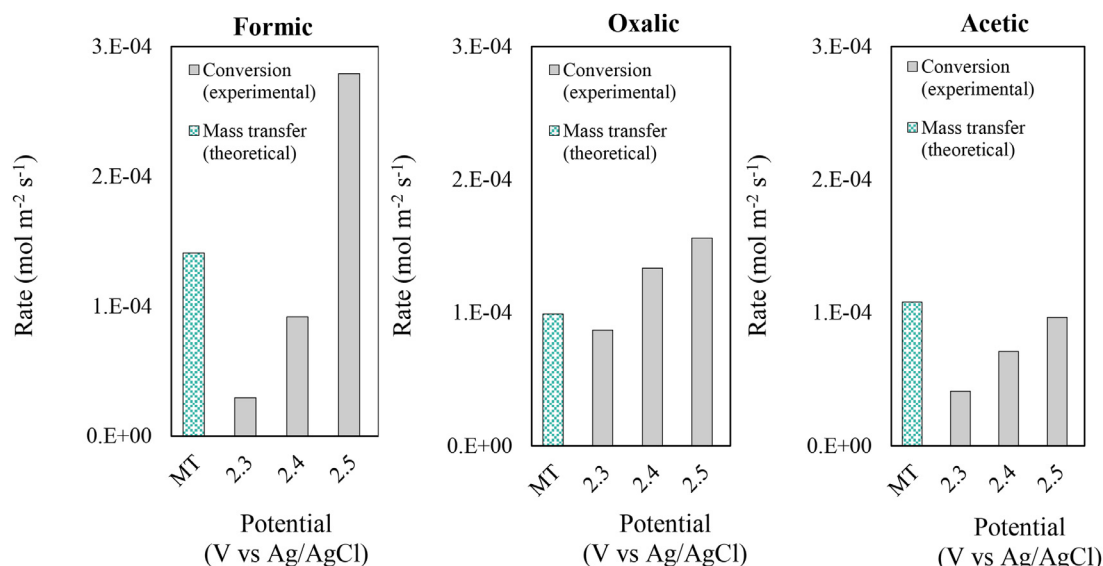 Formic
3.E-04
2.E-04
1.E-04
0.E+00
Rate (mol m-2 s-1)
Conversion
(experimental)
Mass transfer
(theoretical)
MT
2.3
2.4
2.5
Potential
(V vs Ag/AgCl)
Oxalic
3.E-04
2.E-04
1.E-04
0.E+00
Rate (mol m-2 s-1)
Conversion
(experimental)
Mass transfer
(theoretical)
MT
2.3
2.4
2.5
Potential
(V vs Ag/AgCl)
Acetic
3.E-04
2.E-04
1.E-04
0.E+00
Rate (mol m-2 s-1)
Conversion
(experimental)
Mass transfer
(theoretical)
MT
2.3
2.4
2.5
Potential
(V vs Ag/AgCl)